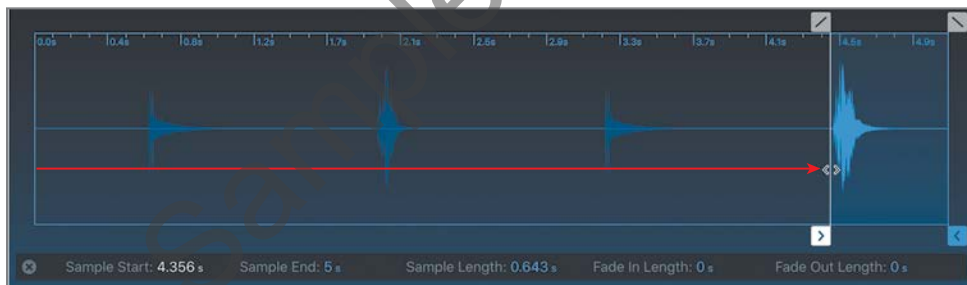 0.0s 0.4s 0.8s 1.2s 1.7s 2.1s 2.5s 2.9s 3.3s 3.7s 4.1s 4.5s 4.9s
Sample Start: 4.356 s Sample End: 5 s Sample Length: 0.643 s Fade In Length: 0 s Fade Out Length: 0 s
Sample